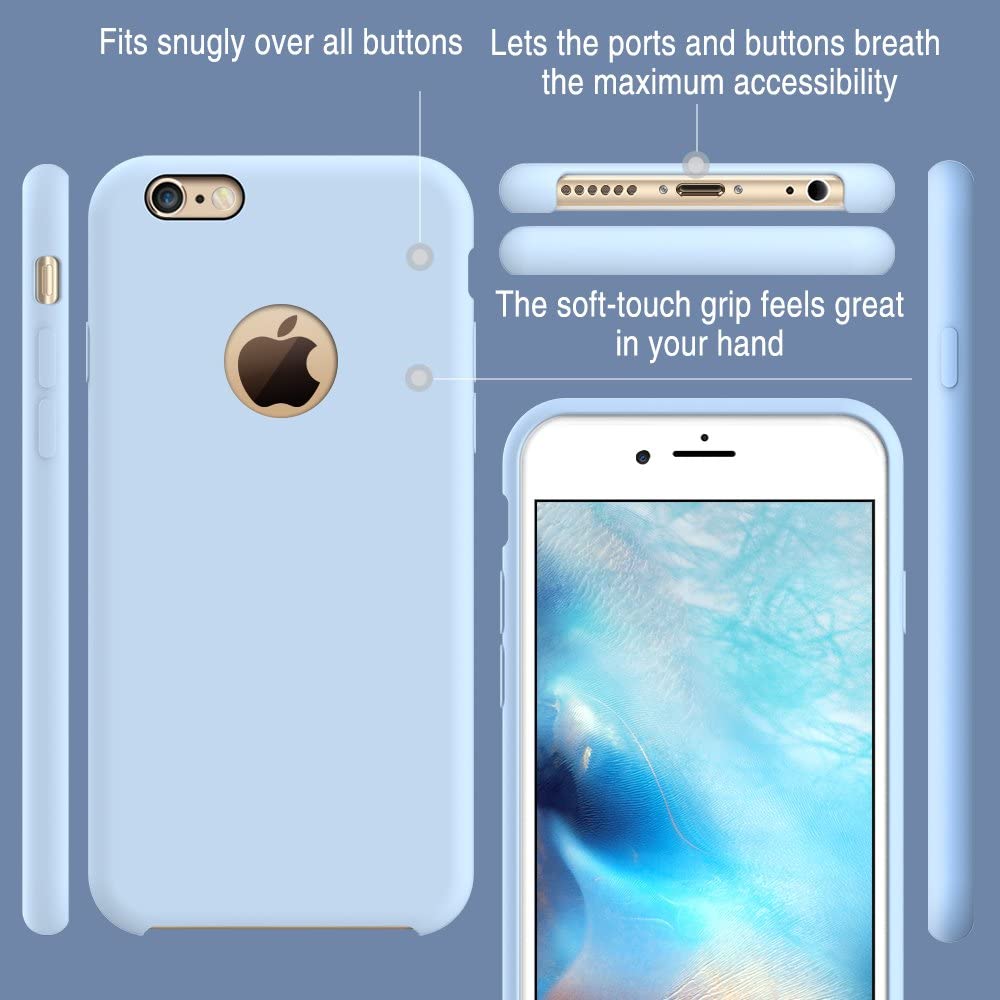 Fits snugly over all buttons
Lets the ports and buttons breath
the maximum accessibility
The soft-touch grip feels great
in your hand